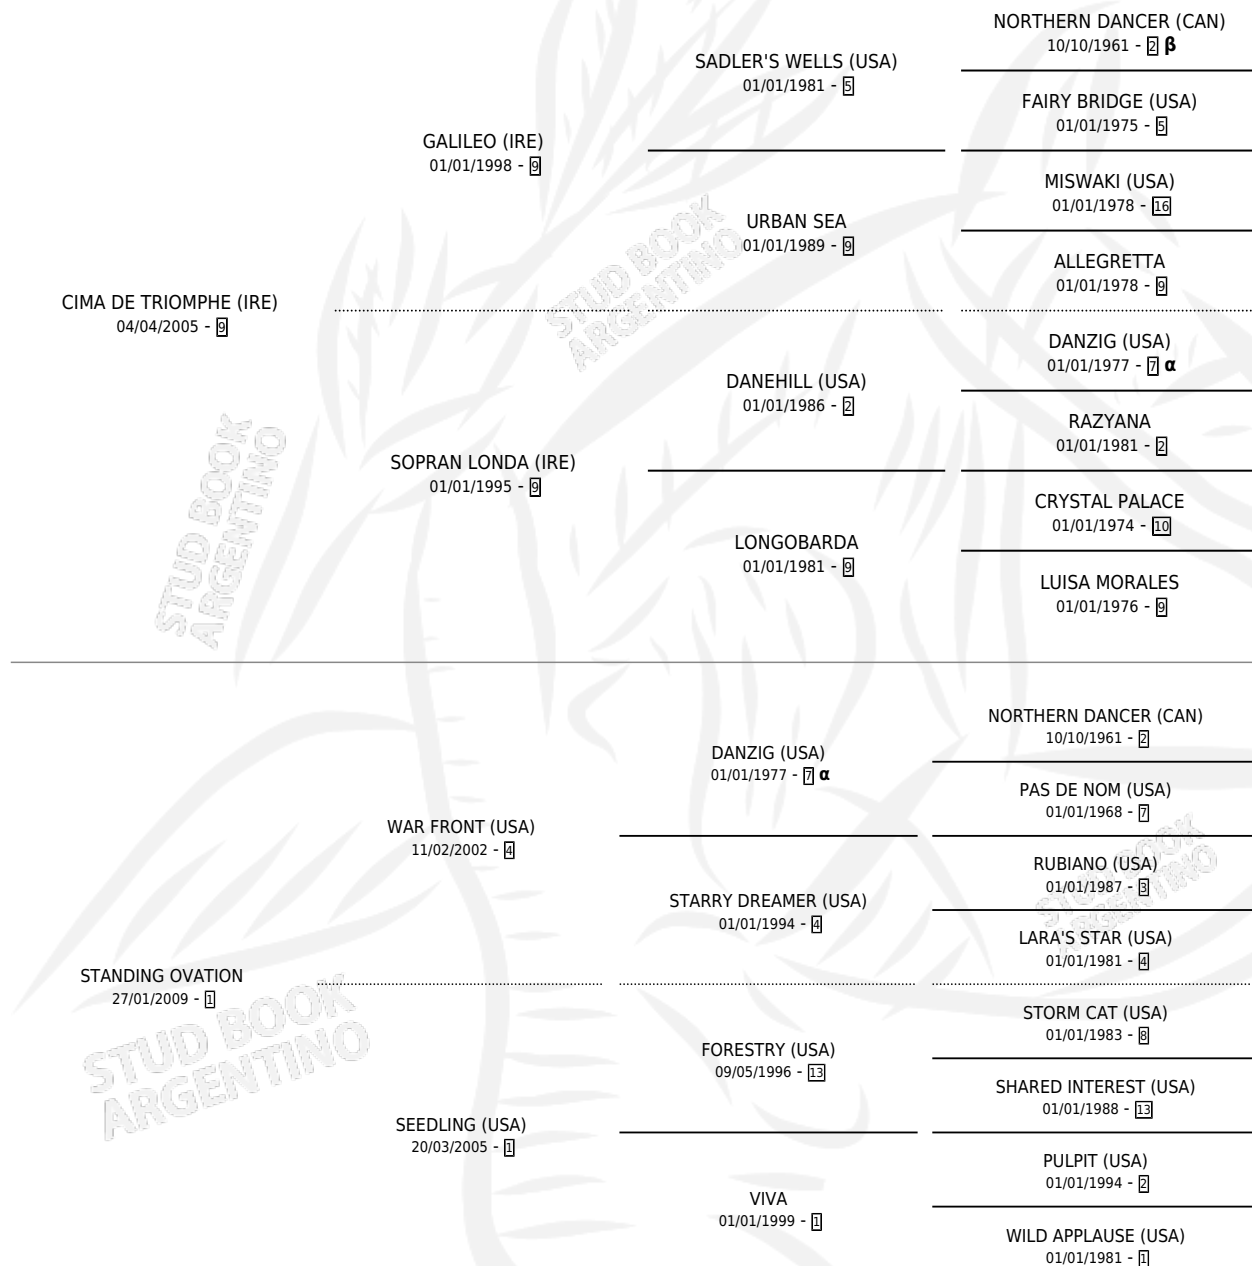 NORTHERN DANCER (CAN)
10/10/1961 - 2 β
SADLER'S WELLS (USA)
01/01/1981 - 5
FAIRY BRIDGE (USA)
01/01/1975 - 5
GALILEO (IRE)
01/01/1998 - 9
MISWAKI (USA)
01/01/1978 - 16
URBAN SEA
01/01/1989 - 9
ALLEGRETTA
01/01/1978 - 9
CIMA DE TRIOMPHE (IRE)
04/04/2005 - 9
DANZIG (USA)
01/01/1977 - 7 α
DANEHILL (USA)
01/01/1986 - 2
RAZYANA
01/01/1981 - 2
SOPRAN LONDA (IRE)
01/01/1995 - 9
CRYSTAL PALACE
01/01/1974 - 10
LONGOBARDA
01/01/1981 - 9
LUISA MORALES
01/01/1976 - 9
STUD BOOK
ARGENTINO
STUD BOOK
ARGENTINO
NORTHERN DANCER (CAN)
10/10/1961 - 2
DANZIG (USA)
01/01/1977 - 7 α
PAS DE NOM (USA)
01/01/1968 - 7
WAR FRONT (USA)
11/02/2002 - 4
RUBIANO (USA)
01/01/1987 - 3
STARRY DREAMER (USA)
01/01/1994 - 4
LARA'S STAR (USA)
01/01/1981 - 4
STANDING OVATION
27/01/2009 - 1
STORM CAT (USA)
01/01/1983 - 8
FORESTRY (USA)
09/05/1996 - 13
SHARED INTEREST (USA)
01/01/1988 - 13
SEEDLING (USA)
20/03/2005 - 1
PULPIT (USA)
01/01/1994 - 2
VIVA
01/01/1999 - 1
WILD APPLAUSE (USA)
01/01/1981 - 1
STUD BOOK
ARGENTINO
STUD BOOK
ARGENTINO